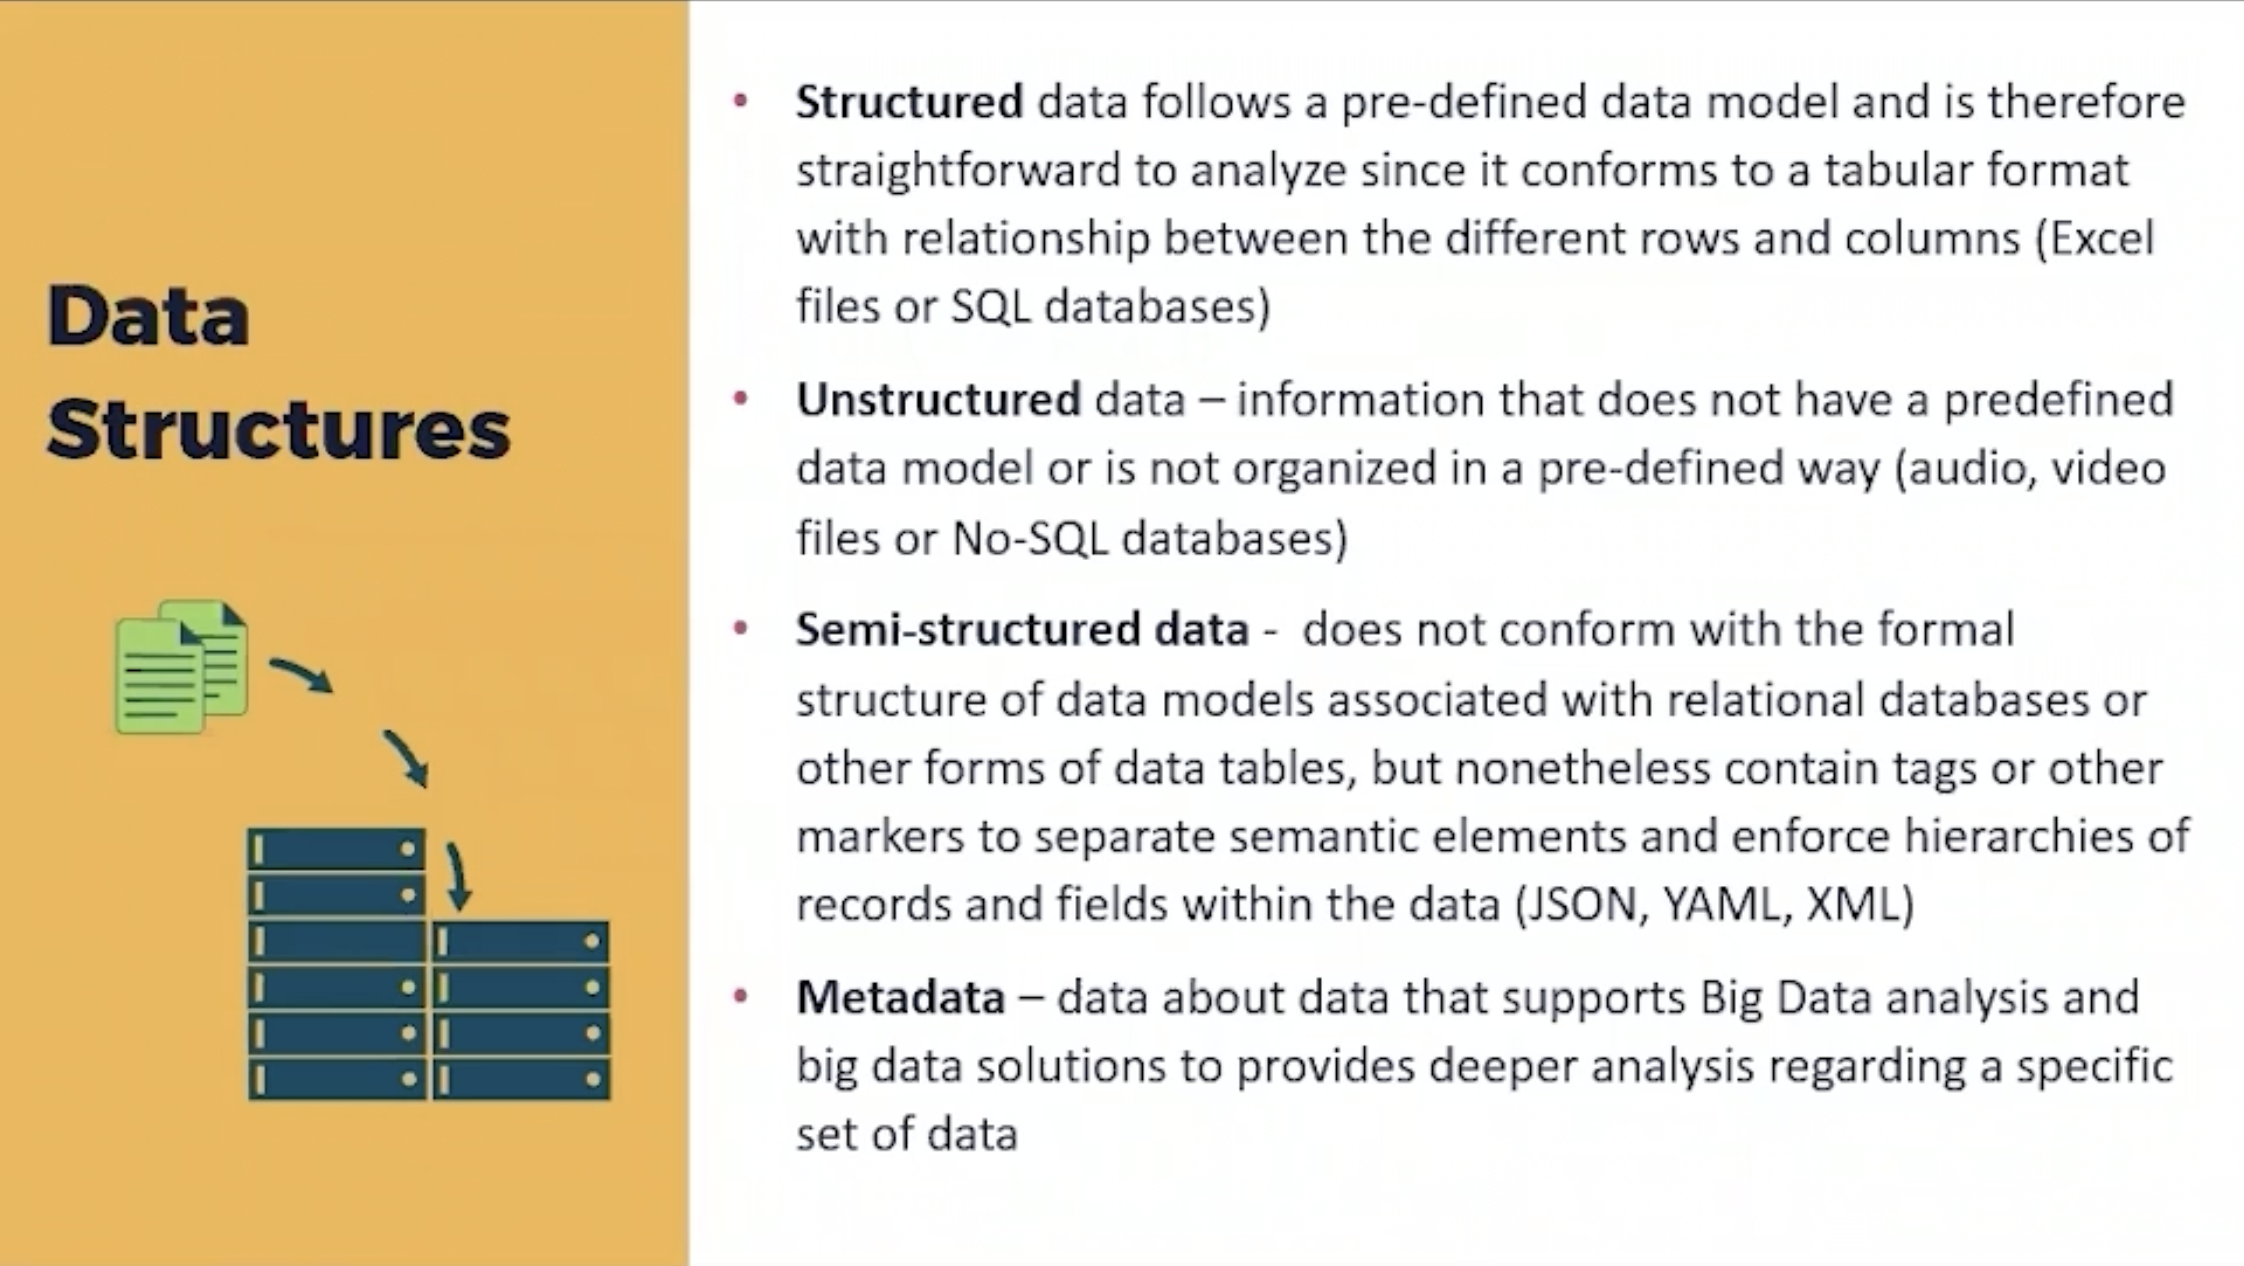 Data
Structures
• Structured data follows a pre-defined data model and is therefore
straightforward to analyze since it conforms to a tabular format
with relationship between the different rows and columns (Excel
files or SQL databases)
• Unstructured data – information that does not have a predefined
data model or is not organized in a pre-defined way (audio, video
files or No-SQL databases)
• Semi-structured data -  does not conform with the formal
structure of data models associated with relational databases or
other forms of data tables, but nonetheless contain tags or other
markers to separate semantic elements and enforce hierarchies of
records and fields within the data (JSON, YAML, XML)
• Metadata – data about data that supports Big Data analysis and
big data solutions to provides deeper analysis regarding a specific
set of data